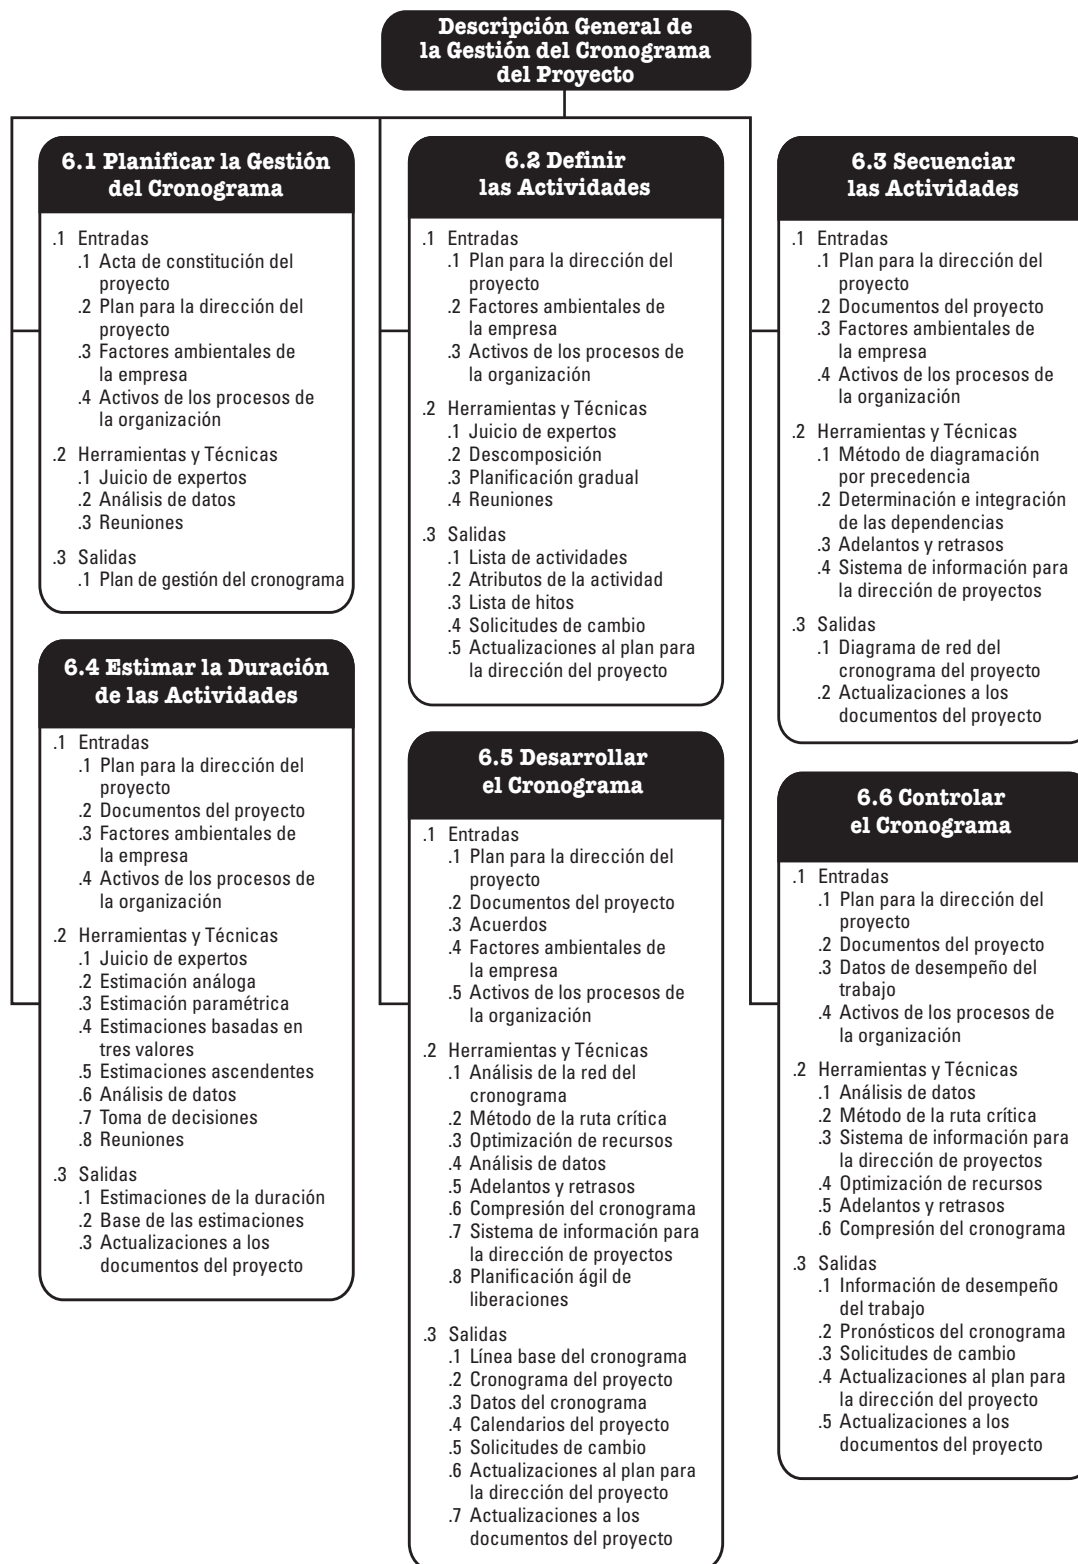 Descripción General de
la Gestión del Cronograma
del Proyecto
6.1 Planificar la Gestión
del Cronograma
.1 Entradas
.1 Acta de constitución del
proyecto
.2 Plan para la dirección del
proyecto
.3 Factores ambientales de
la empresa
.4 Activos de los procesos de
la organización
.2 Herramientas y Técnicas
.1 Juicio de expertos
.2 Análisis de datos
.3 Reuniones
.3 Salidas
.1 Plan de gestión del cronograma
6.2 Definir
las Actividades
.1 Entradas
.1 Plan para la dirección del
proyecto
.2 Factores ambientales de
la empresa
.3 Activos de los procesos de
la organización
.2 Herramientas y Técnicas
.1 Juicio de expertos
.2 Descomposición
.3 Planificación gradual
.4 Reuniones
.3 Salidas
.1 Lista de actividades
.2 Atributos de la actividad
.3 Lista de hitos
.4 Solicitudes de cambio
.5 Actualizaciones al plan para
la dirección del proyecto
6.3 Secuenciar
las Actividades
.1 Entradas
.1 Plan para la dirección del
proyecto
.2 Documentos del proyecto
.3 Factores ambientales de
la empresa
.4 Activos de los procesos de
la organización
.2 Herramientas y Técnicas
.1 Método de diagramación
por precedencia
.2 Determinación e integración
de las dependencias
.3 Adelantos y retrasos
.4 Sistema de información para
la dirección de proyectos
.3 Salidas
.1 Diagrama de red del
cronograma del proyecto
.2 Actualizaciones a los
documentos del proyecto
6.4 Estimar la Duración
de las Actividades
.1 Entradas
.1 Plan para la dirección del
proyecto
.2 Documentos del proyecto
.3 Factores ambientales de
la empresa
.4 Activos de los procesos de
la organización
.2 Herramientas y Técnicas
.1 Juicio de expertos
.2 Estimación análoga
.3 Estimación paramétrica
.4 Estimaciones basadas en
tres valores
.5 Estimaciones ascendentes
.6 Análisis de datos
.7 Toma de decisiones
.8 Reuniones
.3 Salidas
.1 Estimaciones de la duración
.2 Base de las estimaciones
.3 Actualizaciones a los
documentos del proyecto
6.5 Desarrollar
el Cronograma
.1 Entradas
.1 Plan para la dirección del
proyecto
.2 Documentos del proyecto
.3 Acuerdos
.4 Factores ambientales de
la empresa
.5 Activos de los procesos de
la organización
.2 Herramientas y Técnicas
.1 Análisis de la red del
cronograma
.2 Método de la ruta crítica
.3 Optimización de recursos
.4 Análisis de datos
.5 Adelantos y retrasos
.6 Compresión del cronograma
.7 Sistema de información para
la dirección de proyectos
.8 Planificación ágil de
liberaciones
.3 Salidas
.1 Línea base del cronograma
.2 Cronograma del proyecto
.3 Datos del cronograma
.4 Calendarios del proyecto
.5 Solicitudes de cambio
.6 Actualizaciones al plan para
la dirección del proyecto
.7 Actualizaciones a los
documentos del proyecto
6.6 Controlar
el Cronograma
.1 Entradas
.1 Plan para la dirección del
proyecto
.2 Documentos del proyecto
.3 Datos de desempeño del
trabajo
.4 Activos de los procesos de
la organización
.2 Herramientas y Técnicas
.1 Análisis de datos
.2 Método de la ruta crítica
.3 Sistema de información para
la dirección de proyectos
.4 Optimización de recursos
.5 Adelantos y retrasos
.6 Compresión del cronograma
.3 Salidas
.1 Información de desempeño
del trabajo
.2 Pronósticos del cronograma
.3 Solicitudes de cambio
.4 Actualizaciones al plan para
la dirección del proyecto
.5 Actualizaciones a los
documentos del proyecto